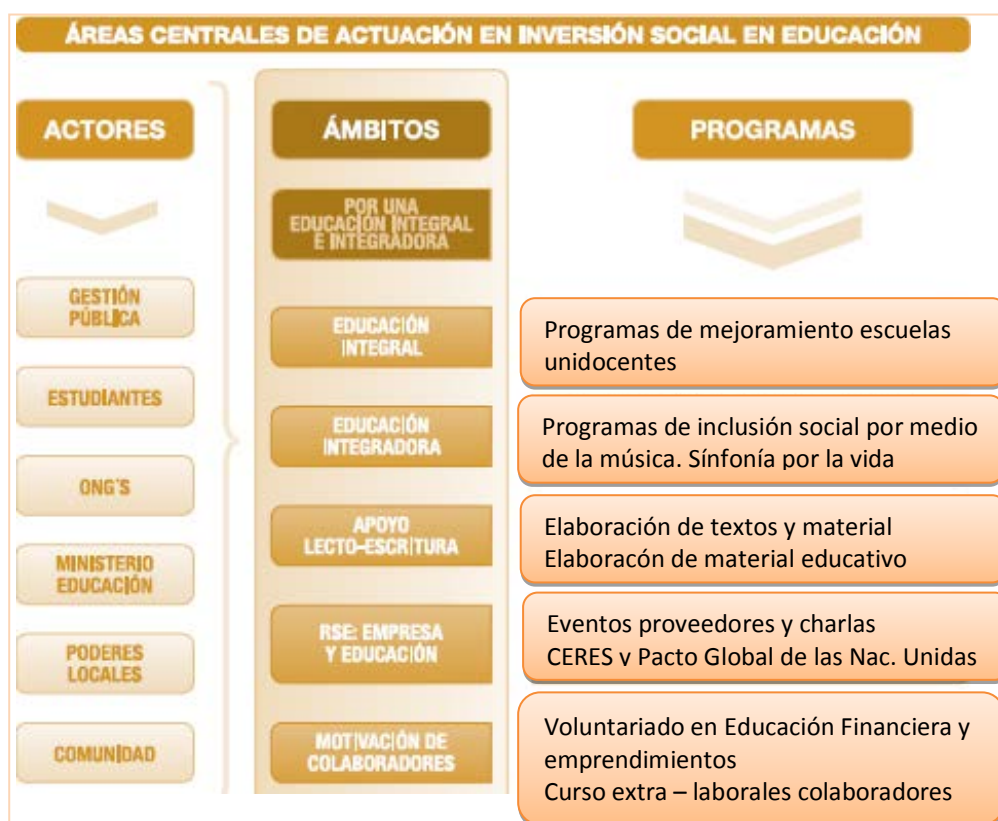 ÁREAS CENTRALES DE ACTUACIÓN EN INVERSIÓN SOCIAL EN EDUCACIÓN
ACTORES
GESTIÓN
PÚBLICA
ESTUDIANTES
ONG´S
MINISTERIO
EDUCACIÓN
PODERES
LOCALES
COMUNIDAD
ÁMBITOS
POR UNA
EDUCACIÓN INTEGRAL
E INTEGRADORA
EDUCACIÓN
INTEGRAL
EDUCACIÓN
INTEGRADORA
APOYO
LECTO-ESCRITURA
RSE: EMPRESA
Y EDUCACIÓN
MOTIVACIÓN DE
COLABORADORES
PROGRAMAS
Programas de mejoramiento escuelas
unidocentes
Programas de inclusión social por medio
de la música. Sínfonía por la vida
Elaboración de textos y material
Elaboracón de material educativo
Eventos proveedores y charlas
CERES y Pacto Global de las Nac. Unidas
Voluntariado en Educación Financiera y
emprendimientos
Curso extra – laborales colaboradores